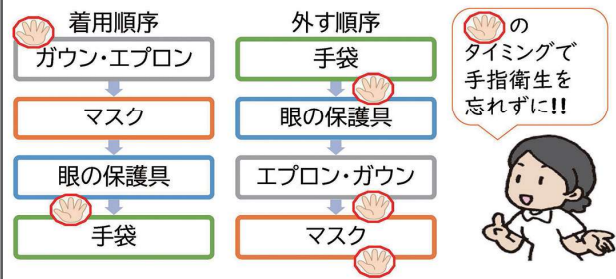 着用順序
ガウン・エプロン
マスク
眼の保護具
手袋
外す順序
手袋
眼の保護具
エプロン・ガウン
マスク
の
タイミングで
手指衛生を
忘れずに!!